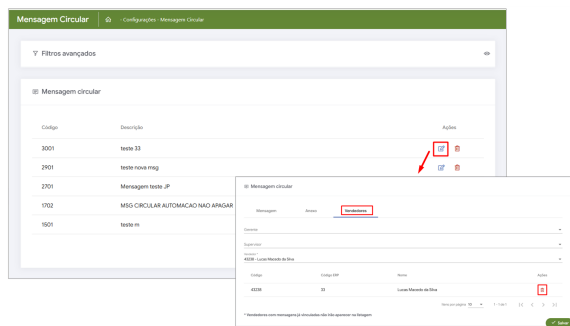 Mensagem Circular
- Configurações - Mensagem Circular
Filtros avançados
Mensagem circular
Código Descrição Ações
3001 teste 33
2901 teste nova msg
2701 Mensagem teste JP
1702 MSG CIRCULAR AUTOMACAO NAO APAGAR
1501 teste m
Mensagem circular
Mensagem Anexo Vendedores
Gerente
Supervisor
Vendedor *
43238 - Lucas Macedo da Silva
Código Código ERP Nome Ações
43238 33 Lucas Macedo da Silva
Itens por página 10 1 - 1 de 1
* Vendedores com mensagens já vinculadas não irão aparecer na listagem
Salvar